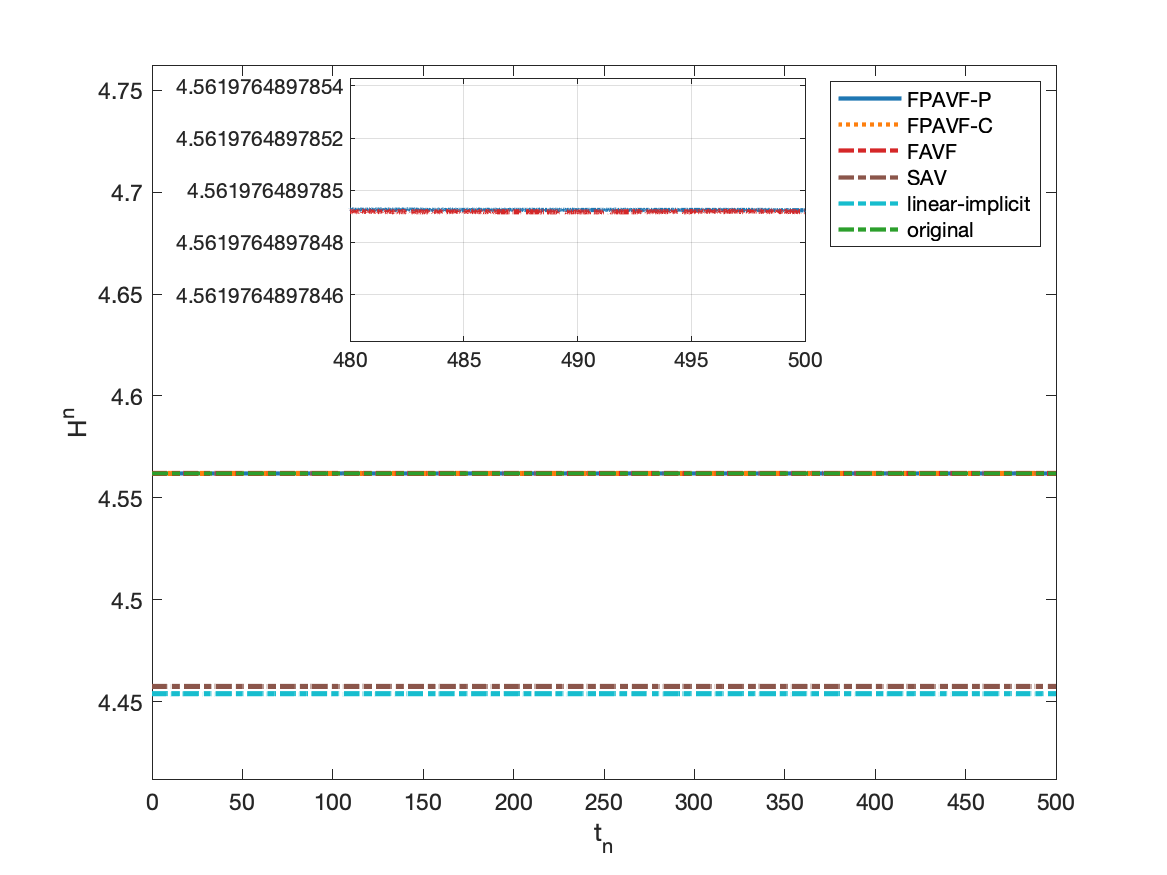 4.75
4.7
4.65
4.6
4.55
4.5
4.45
H^n
4.5619764897854
4.5619764897852
4.561976489785
4.5619764897848
4.5619764897846
480 485 490 495 500
FPAVF-P
FPAVF-C
FAVF
SAV
linear-implicit
original
0 50 100 150 200 250 300 350 400 450 500
t_n